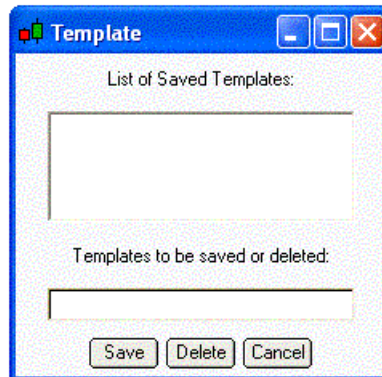 Template
List of Saved Templates:
Templates to be saved or deleted:
Save Delete Cancel